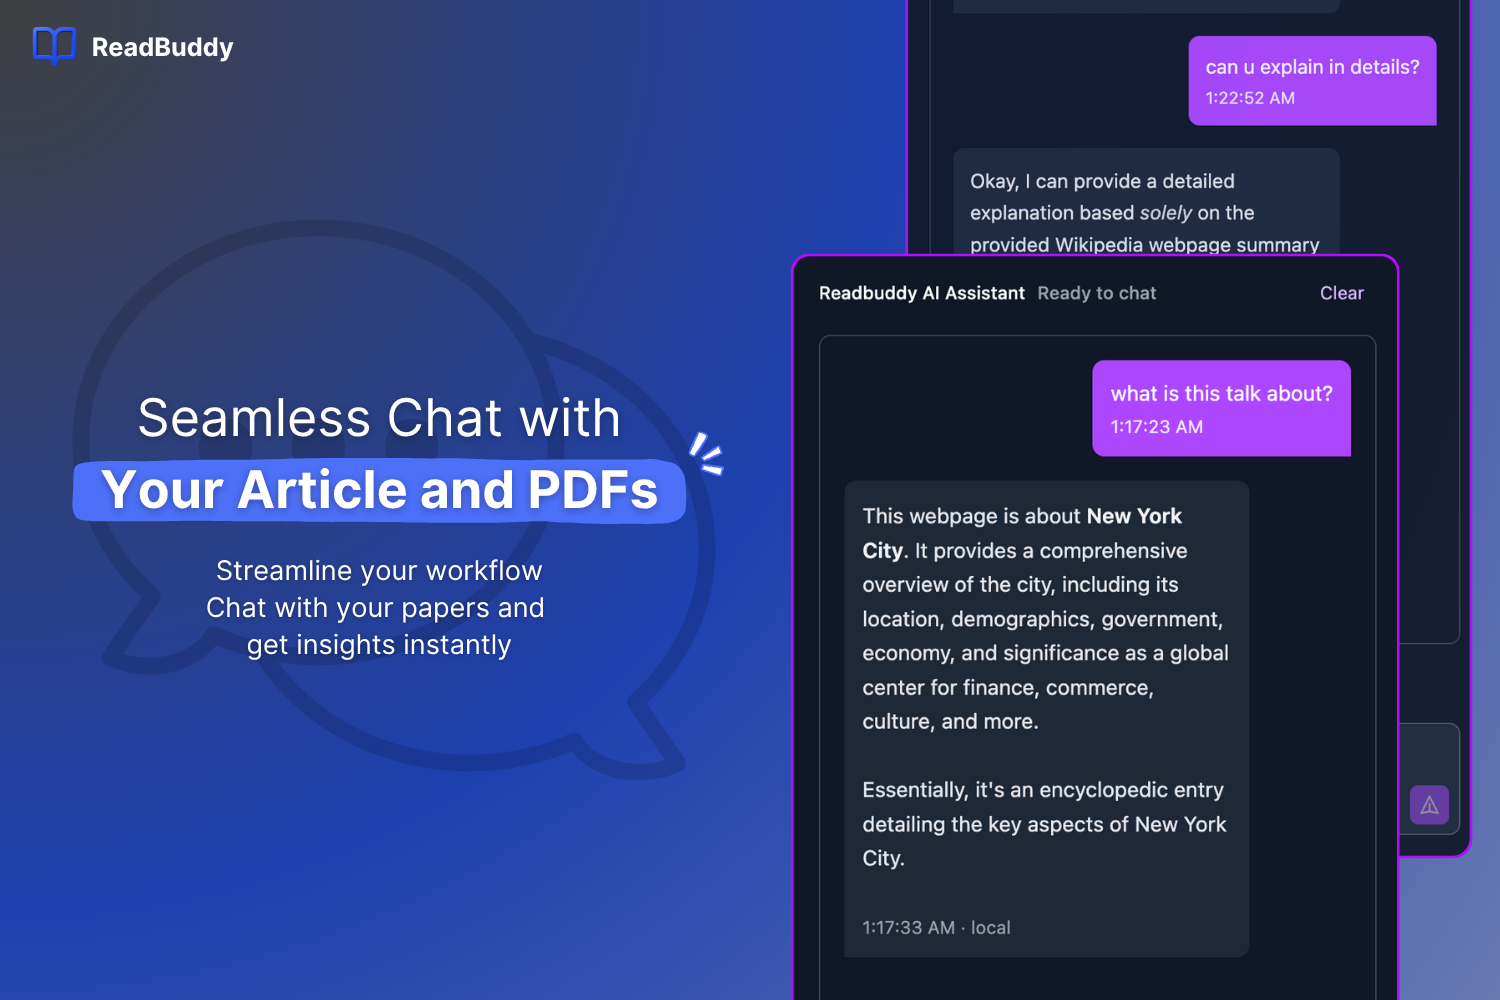 ReadBuddy
Seamless Chat with
Your Article and PDFs
Streamline your workflow
Chat with your papers and
get insights instantly
can u explain in details?
1:22:52 AM
Okay, I can provide a detailed
explanation based solely on the
provided Wikipedia webpage summary
Readbuddy AI Assistant Ready to chat Clear
what is this talk about?
1:17:23 AM
This webpage is about New York
City. It provides a comprehensive
overview of the city, including its
location, demographics, government,
economy, and significance as a global
center for finance, commerce,
culture, and more.
Essentially, it's an encyclopedic entry
detailing the key aspects of New York
City.
1:17:33 AM · local